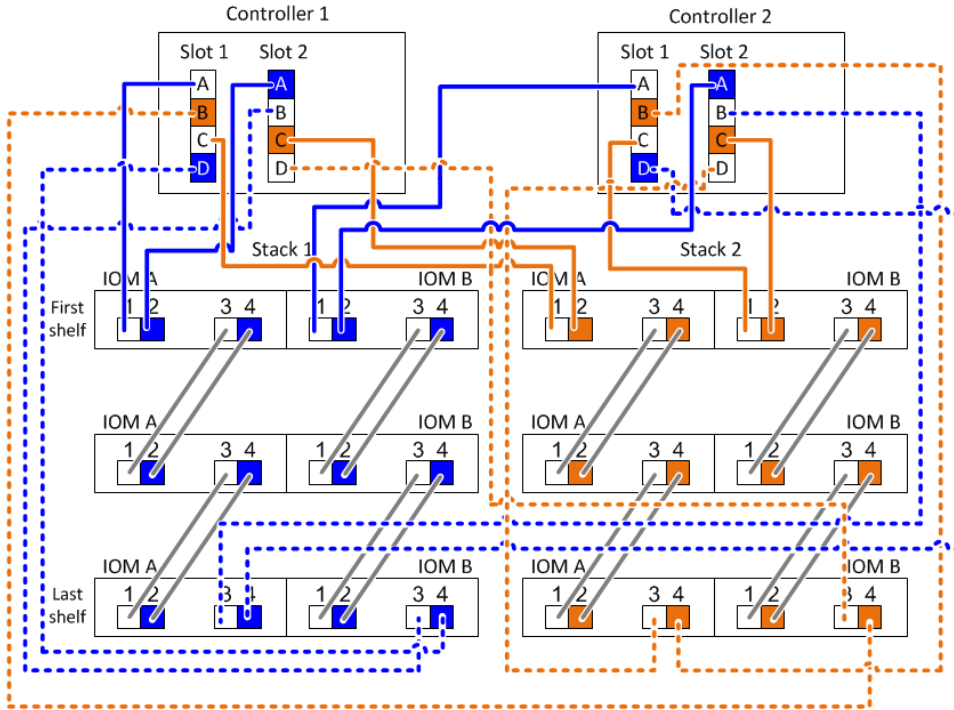 Controller 1
Controller 2
Slot 1 Slot 2
Slot 1 Slot 2
A A
A A
B B
B B
C C
C C
D D
D D
Stack 1
Stack 2
IOM A IOM B
IOM A IOM B
First shelf
1 2 3 4 1 2 3 4
1 2 3 4 1 2 3 4
IOM A IOM B
IOM A IOM B
1 2 3 4 1 2 3 4
1 2 3 4 1 2 3 4
IOM A IOM B
IOM A IOM B
Last shelf
1 2 3 4 1 2 3 4
1 2 3 4 1 2 3 4